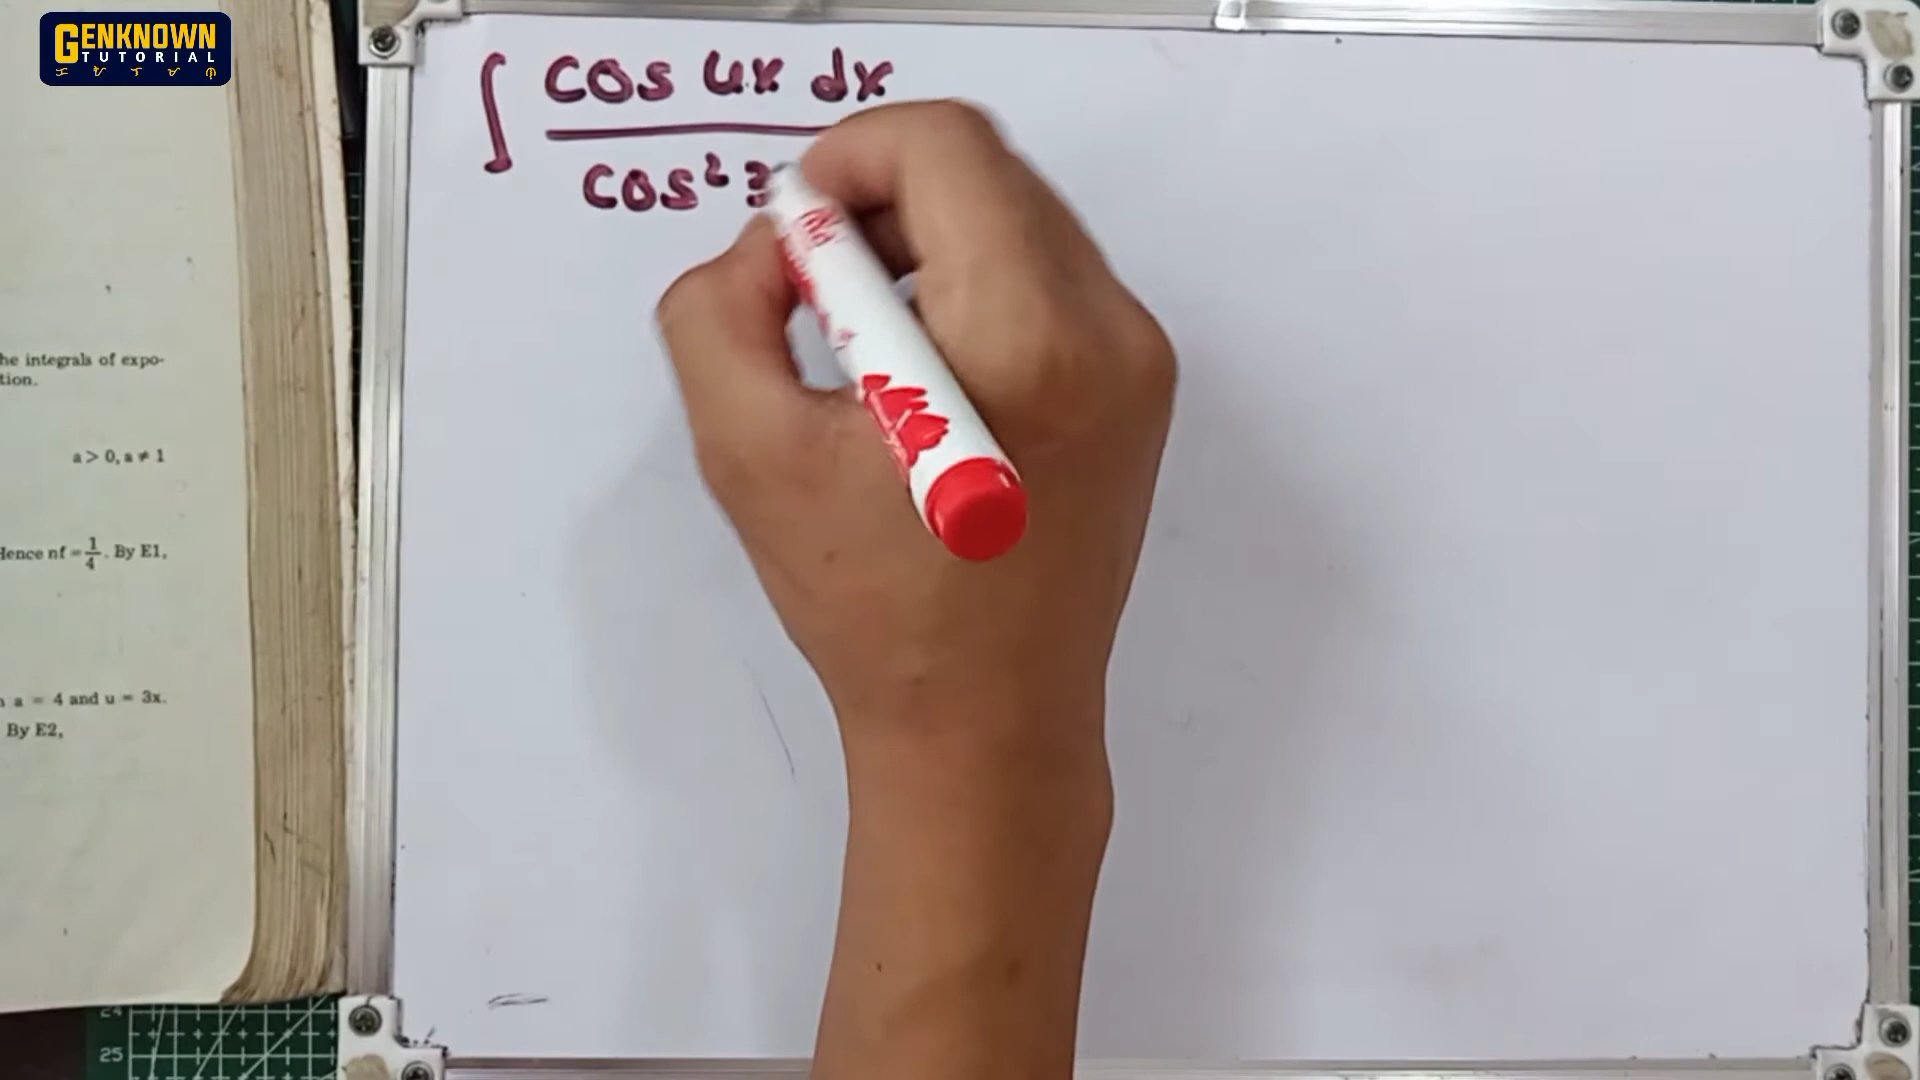 GENKNOWN
TUTORIAL
∫ cos 4x dx
cos² 3
he integrals of expo-
tion.
a > 0, a ≠ 1
Hence nf = 1/4. By E1,
a = 4 and u = 3x.
By E2,
24
25